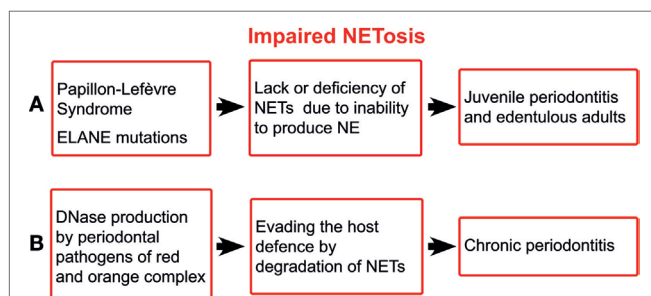 Impaired NETosis
A
Papillon-Lefèvre
Syndrome
ELANE mutations
Lack or deficiency of
NETs due to inability
to produce NE
Juvenile periodontitis
and edentulous adults
B
DNase production
by periodontal
pathogens of red
and orange complex
Evading the host
defence by
degradation of NETs
Chronic periodontitis